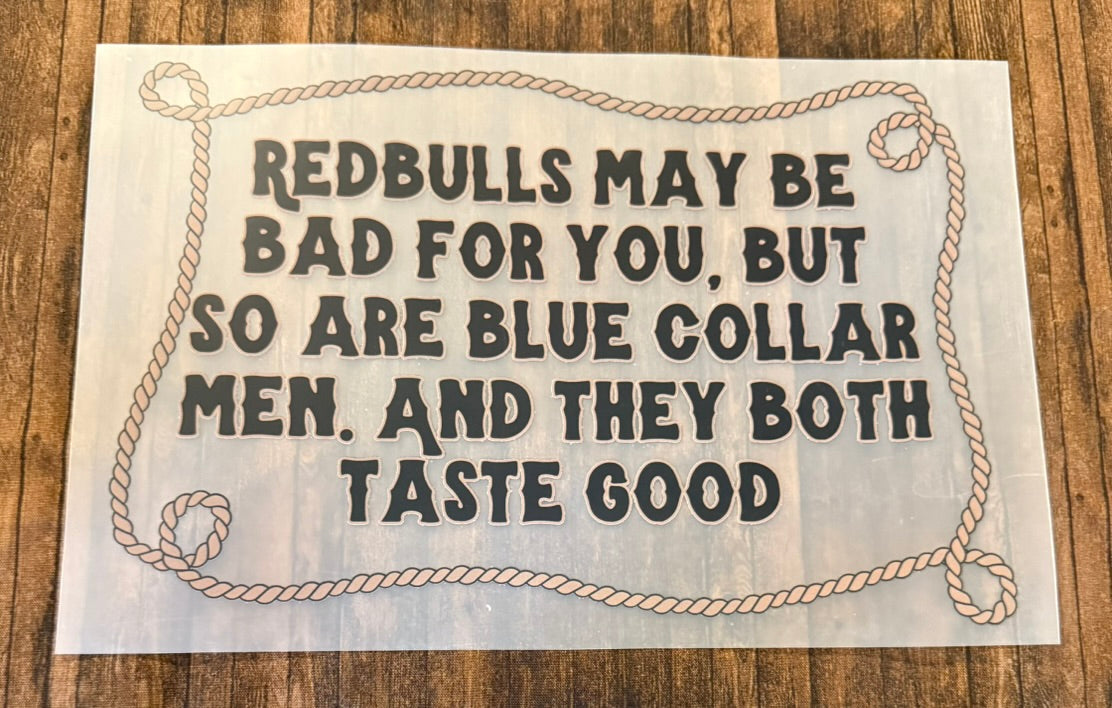 REDBULLS MAY BE
BAD FOR YOU, BUT
SO ARE BLUE COLLAR
MEN. AND THEY BOTH
TASTE GOOD